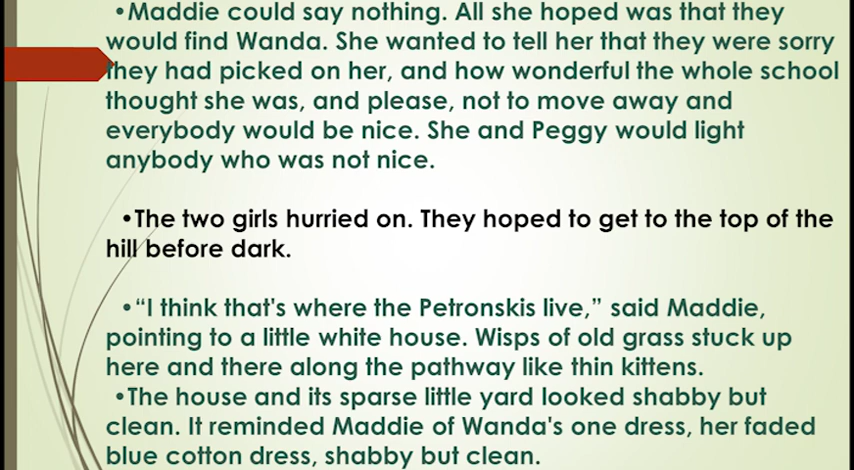 •Maddie could say nothing. All she hoped was that they
would find Wanda. She wanted to tell her that they were sorry
they had picked on her, and how wonderful the whole school
thought she was, and please, not to move away and
everybody would be nice. She and Peggy would light
anybody who was not nice.
•The two girls hurried on. They hoped to get to the top of the
hill before dark.
•“I think that's where the Petronskis live,” said Maddie,
pointing to a little white house. Wisps of old grass stuck up
here and there along the pathway like thin kittens.
•The house and its sparse little yard looked shabby but
clean. It reminded Maddie of Wanda's one dress, her faded
blue cotton dress, shabby but clean.